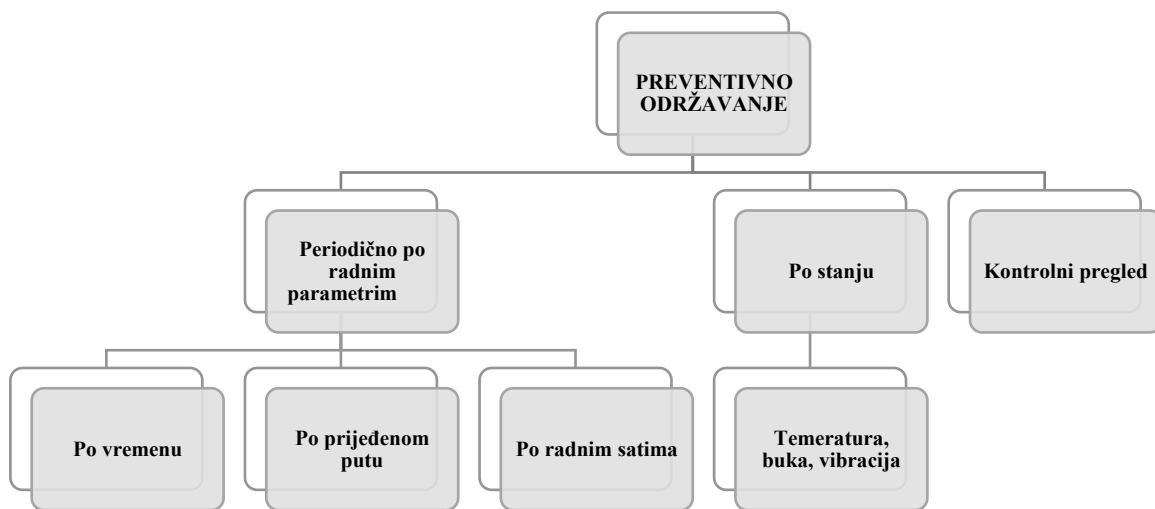 PREVENTIVNO
ODRŽAVANJE
Periodično po
radnim
parametrim
Po stanju
Kontrolni pregled
Po vremenu
Po prijeđenom
putu
Po radnim satima
Temeratura,
buka, vibracija